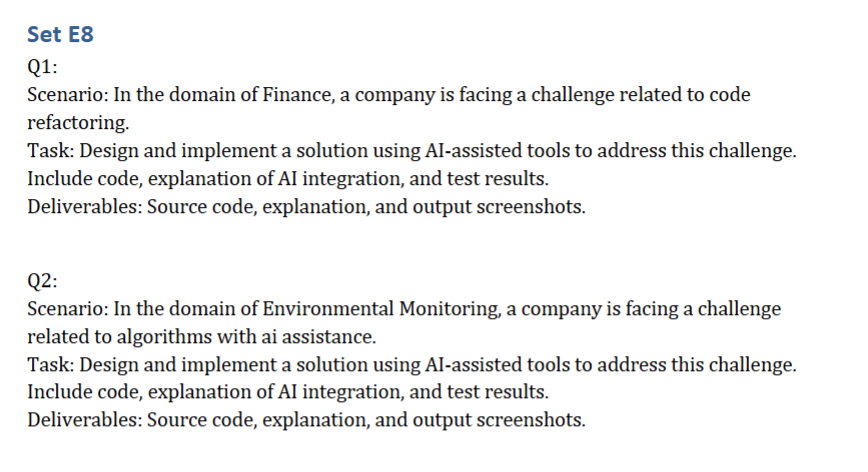 Set E8
Q1:
Scenario: In the domain of Finance, a company is facing a challenge related to code
refactoring.
Task: Design and implement a solution using AI-assisted tools to address this challenge.
Include code, explanation of AI integration, and test results.
Deliverables: Source code, explanation, and output screenshots.
Q2:
Scenario: In the domain of Environmental Monitoring, a company is facing a challenge
related to algorithms with ai assistance.
Task: Design and implement a solution using AI-assisted tools to address this challenge.
Include code, explanation of AI integration, and test results.
Deliverables: Source code, explanation, and output screenshots.